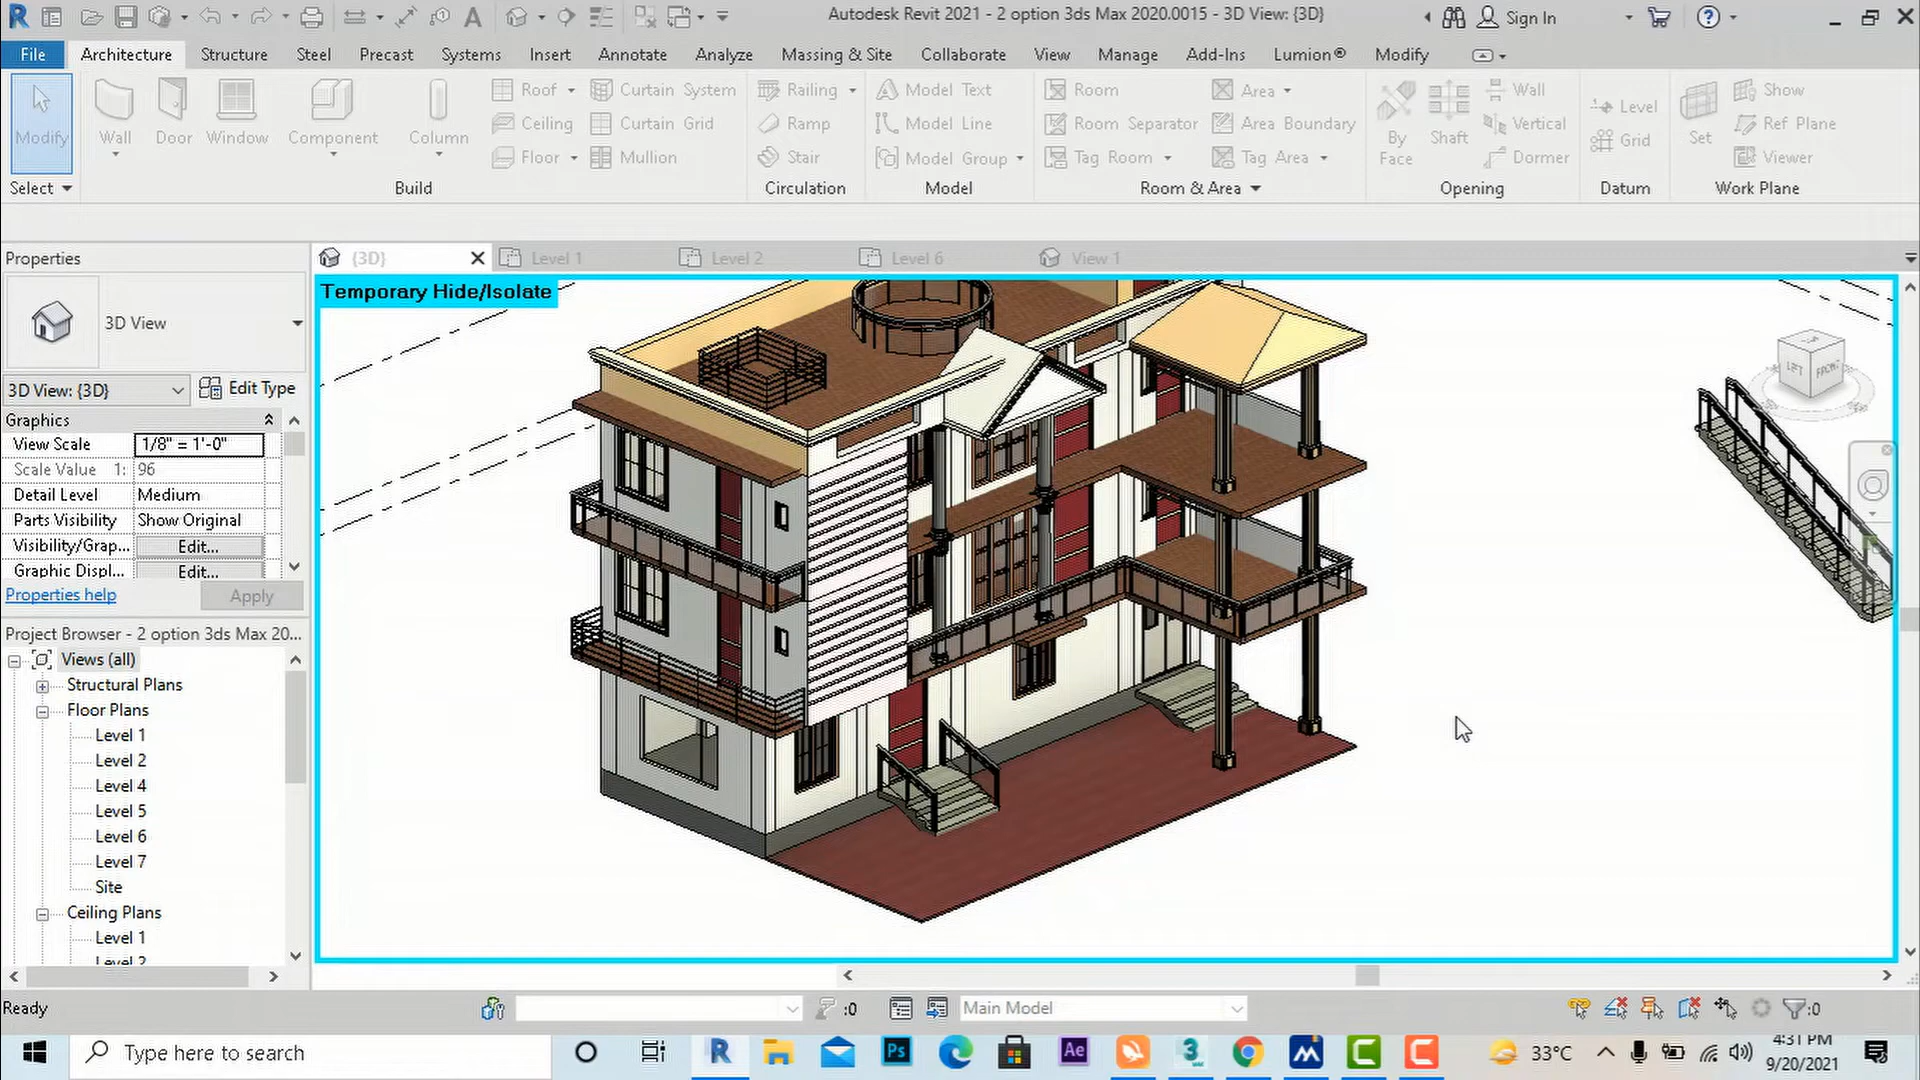 Autodesk Revit 2021 - 2 option 3ds Max 2020.0015 - 3D View: {3D}
Sign In
File Architecture Structure Steel Precast Systems Insert Annotate Analyze Massing & Site Collaborate View Manage Add-Ins Lumion® Modify
Modify
Wall
Door
Window
Component
Column
Roof
Ceiling
Floor
Curtain System
Curtain Grid
Mullion
Railing
Ramp
Stair
Model Text
Model Line
Model Group
Room
Room Separator
Tag Room
Area
Area Boundary
Tag Area
By
Face
Shaft
Wall
Vertical
Dormer
Level
Grid
Set
Show
Ref Plane
Viewer
Select Build Circulation Model Room & Area Opening Datum Work Plane
Properties
{3D} Level 1 Level 2 Level 6 View 1
Temporary Hide/Isolate
3D View
3D View: {3D} Edit Type
Graphics
View Scale 1/8" = 1'-0"
Scale Value 1: 96
Detail Level Medium
Parts Visibility Show Original
Visibility/Grap... Edit...
Graphic Displ... Edit...
Properties help Apply
LEFT FRONT
Project Browser - 2 option 3ds Max 20...
Views (all)
Structural Plans
Floor Plans
Level 1
Level 2
Level 4
Level 5
Level 6
Level 7
Site
Ceiling Plans
Level 1
Level 2
Ready
:0
Main Model
:0
Type here to search
Ps
Ae
33°C
4:31 PM
9/20/2021